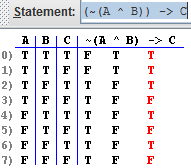 Statement: (~(A ^ B)) -> C
A | B | C | ~(A ^ B) -> C
0) T T T F T T
1) T T F F T T
2) T F T T F T
3) T F F T F F
4) F T T T F T
5) F T F T F F
6) F F T T F T
7) F F F T F F